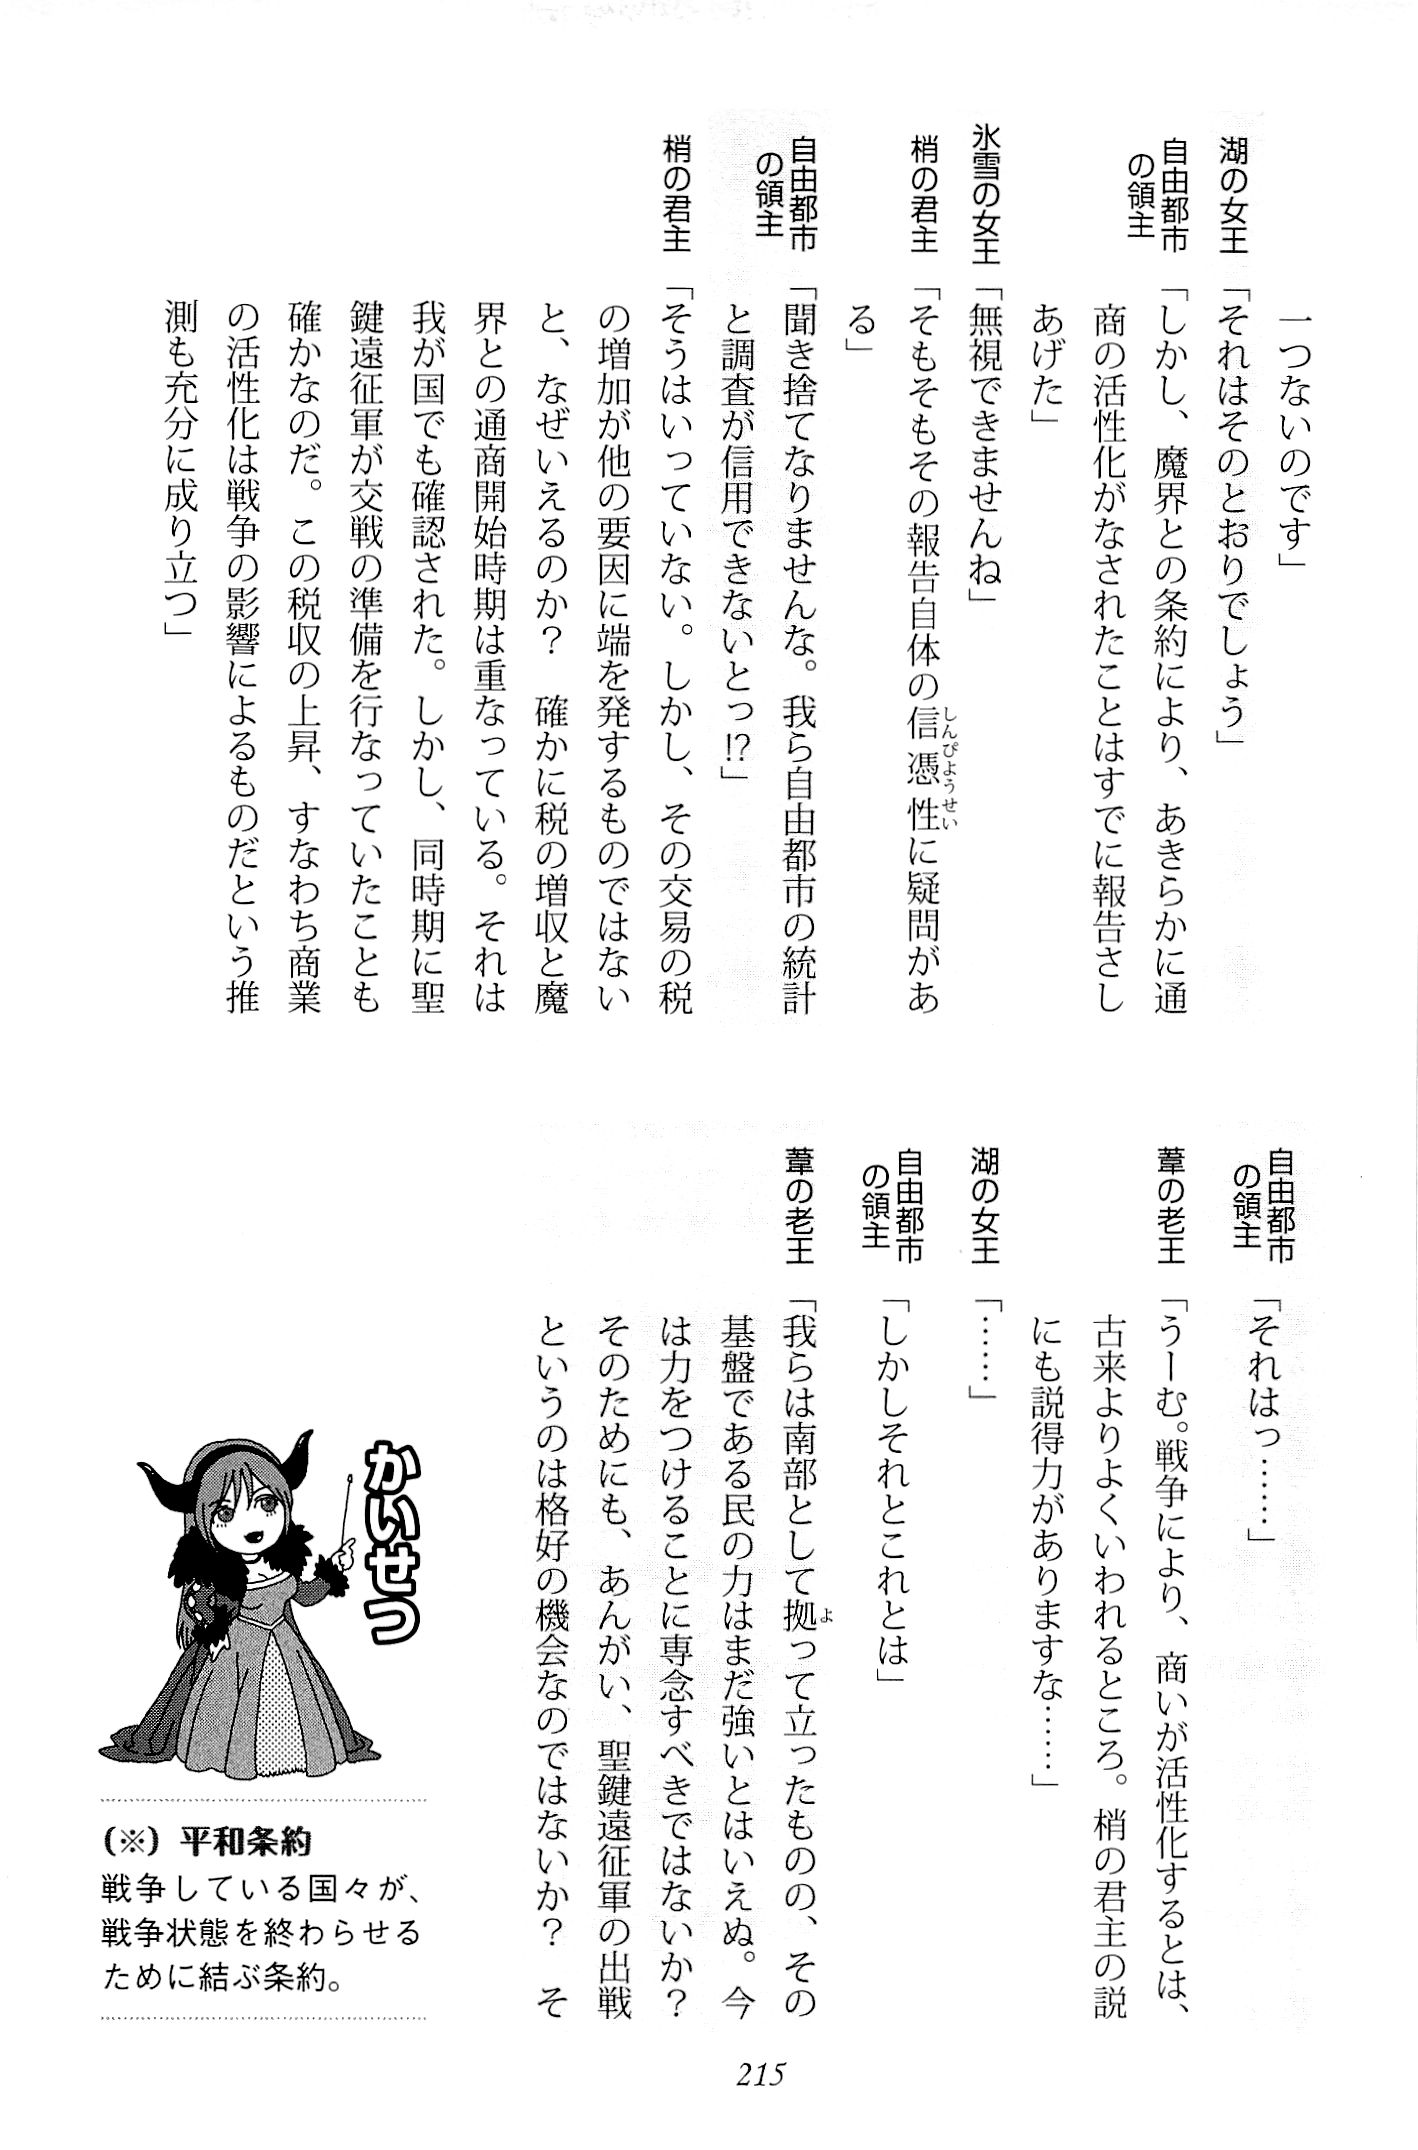 一つないのです」
湖の女王「それはそのとおりでしょう」
自由都市の領主「しかし、魔界との条約により、あきらかに通
商の活性化がなされたことはすでに報告さし
あげた」
氷雪の女王「無視できませんね」
梢の君主「そもそもその報告自体の信憑性に疑問があ
しんぴようせい
る」
自由都市の領主「聞き捨てなりませんな。我ら自由都市の統計
と調査が信用できないとっ!?」
梢の君主「そうはいっていない。しかし、その交易の税
の増加が他の要因に端を発するものではない
と、なぜいえるのか？　確かに税の増収と魔
界との通商開始時期は重なっている。それは
我が国でも確認された。しかし、同時期に聖
鍵遠征軍が交戦の準備を行なっていたことも
確かなのだ。この税収の上昇、すなわち商業
の活性化は戦争の影響によるものだという推
測も充分に成り立つ」
自由都市の領主「それはっ……」
葦の老王「うーむ。戦争により、商いが活性化するとは、
古来よりよくいわれるところ。梢の君主の説
にも説得力がありますな……」
湖の女王「……」
自由都市の領主「しかしそれとこれとは」
葦の老王「我らは南部として拠って立ったものの、その
よ
基盤である民の力はまだ強いとはいえぬ。今
は力をつけることに専念すべきではないか？
そのためにも、あんがい、聖鍵遠征軍の出戦
というのは格好の機会なのではないか？　そ
かいせつ
（※）平和条約
戦争している国々が、
戦争状態を終わらせる
ために結ぶ条約。
215